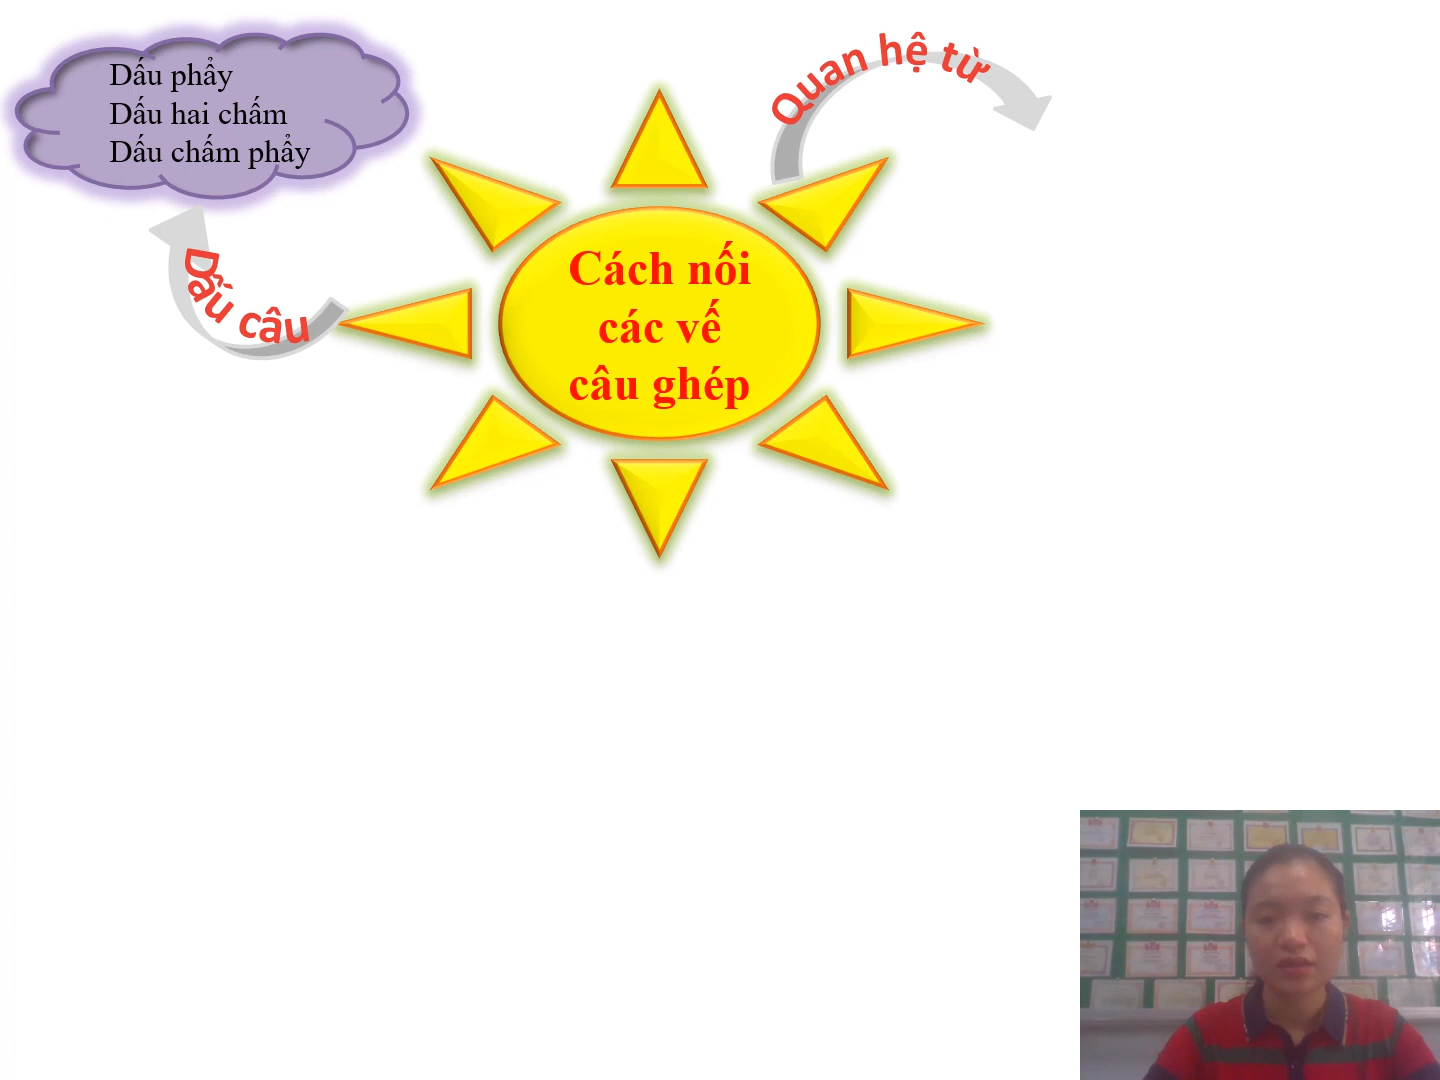 Dấu phẩy
Dấu hai chấm
Dấu chấm phẩy
Dấu câu
Cách nối
các vế
câu ghép
Quan hệ từ